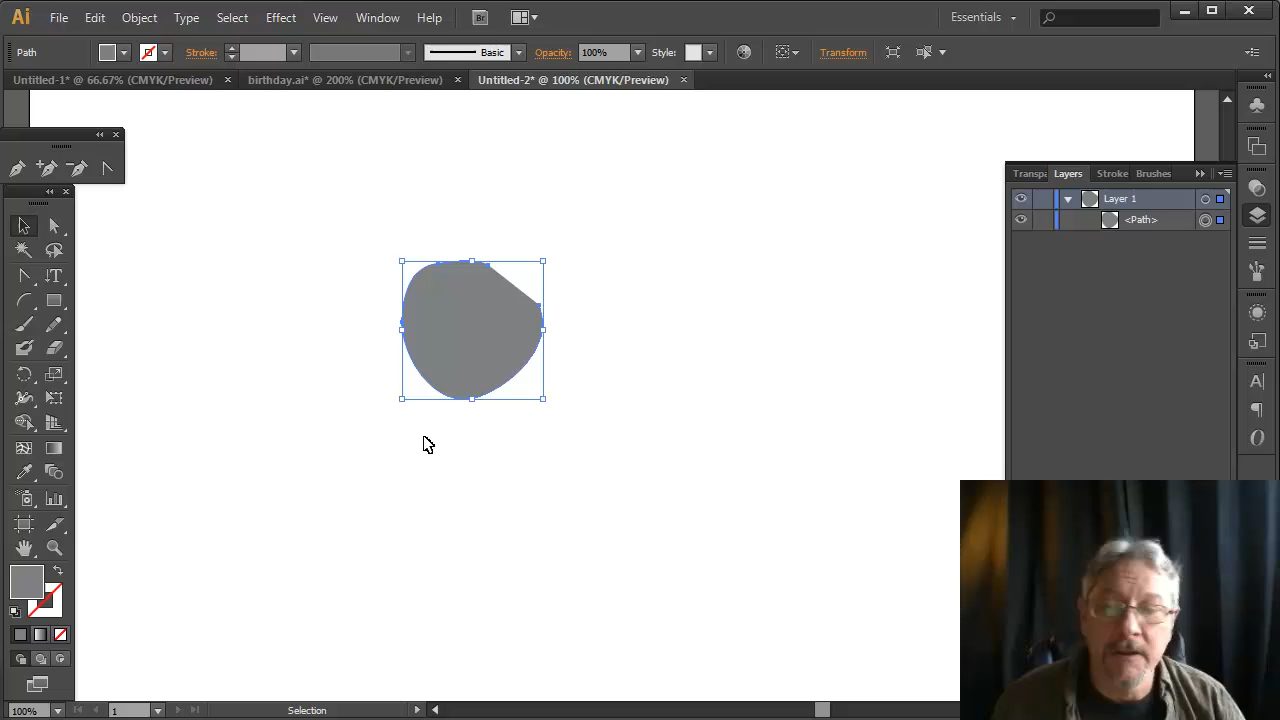 Ai File Edit Object Type Select Effect View Window Help Br Essentials
Path Stroke: Basic Opacity: 100% Style: Transform
Untitled-1* @ 66.67% (CMYK/Preview) × birthday.ai* @ 200% (CMYK/Preview) × Untitled-2* @ 100% (CMYK/Preview) ×
Transpa Layers Stroke Brushes
Layer 1
<Path>
100% 1 Selection